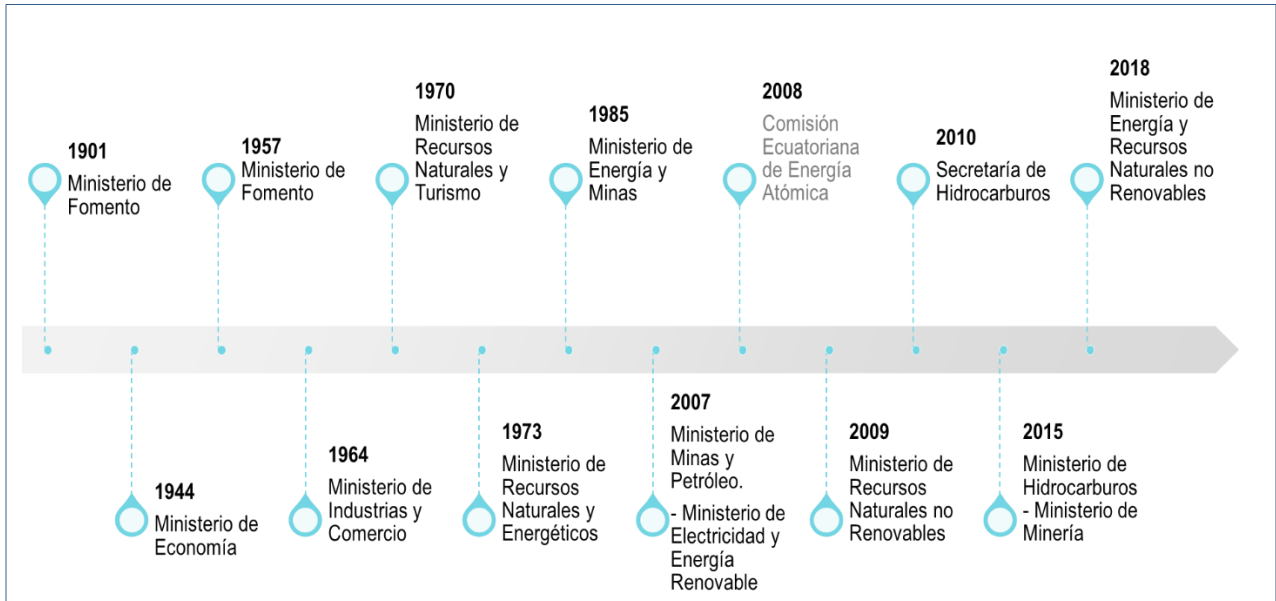 1901
Ministerio de
Fomento
1944
Ministerio de
Economía
1957
Ministerio de
Fomento
1964
Ministerio de
Industrias y
Comercio
1970
Ministerio de
Recursos
Naturales y
Turismo
1973
Ministerio de
Recursos
Naturales y
Energéticos
1985
Ministerio de
Energía y
Minas
2007
Ministerio de
Minas y
Petróleo.
- Ministerio de
Electricidad y
Energía
Renovable
2008
Comisión
Ecuatoriana
de Energía
Atómica
2009
Ministerio de
Recursos
Naturales no
Renovables
2010
Secretaría de
Hidrocarburos
2015
Ministerio de
Hidrocarburos
- Ministerio de
Minería
2018
Ministerio de
Energía y
Recursos
Naturales no
Renovables